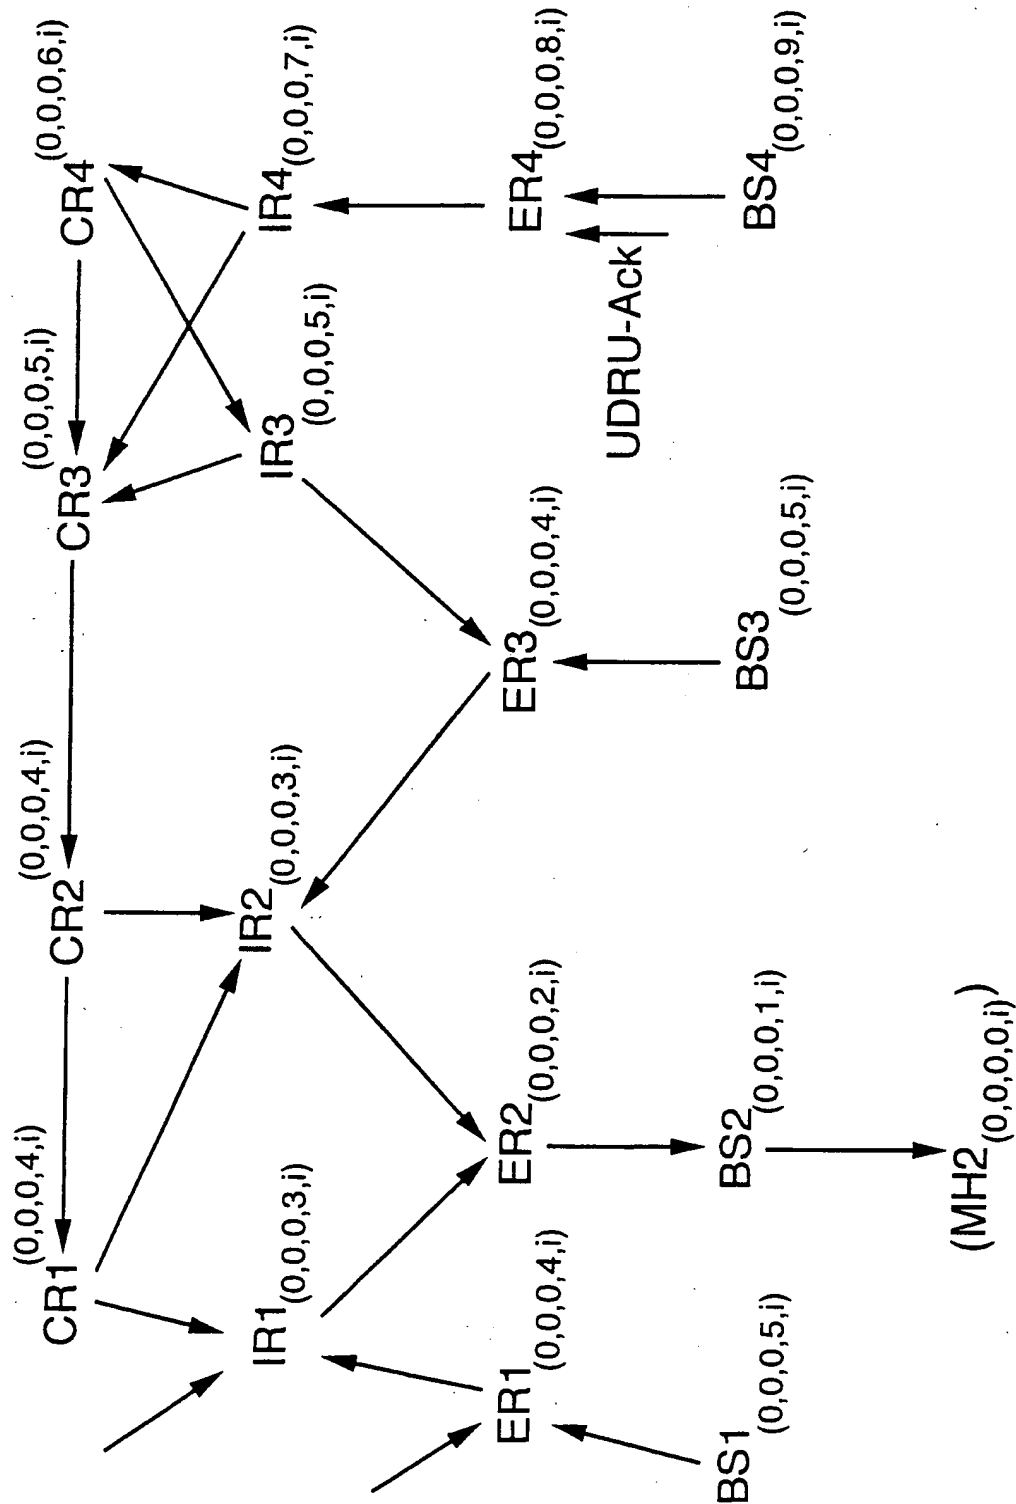 CR1 (0,0,0,4,i)
CR2 (0,0,0,4,i)
CR3 (0,0,0,5,i)
CR4 (0,0,0,6,i)
IR1 (0,0,0,3,i)
IR2 (0,0,0,3,i)
IR3 (0,0,0,5,i)
IR4 (0,0,0,7,i)
ER1 (0,0,0,4,i)
ER2 (0,0,0,2,i)
ER3 (0,0,0,4,i)
ER4 (0,0,0,8,i)
UDRU-Ack
BS1 (0,0,0,5,i)
BS2 (0,0,0,1,i)
BS3 (0,0,0,5,i)
BS4 (0,0,0,9,i)
(MH2 (0,0,0,0,i))